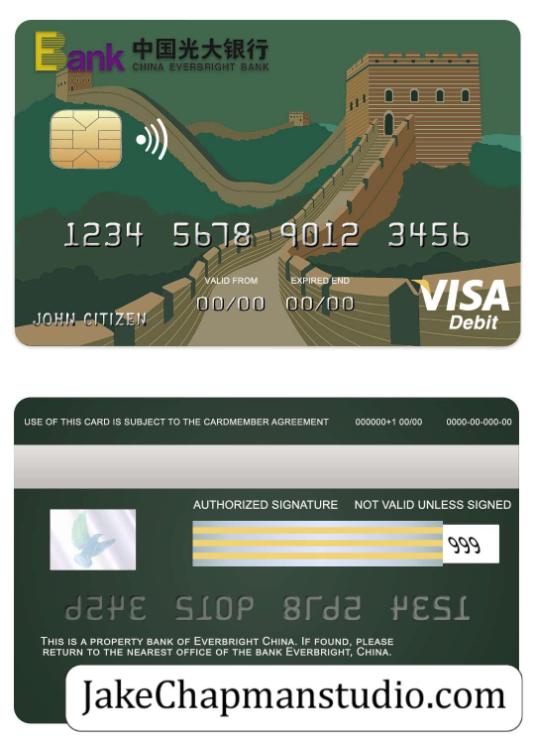 Bank 中国光大银行
CHINA EVERBRIGHT BANK
1234 5678 9012 3456
VALID FROM EXPIRED END
00/00 00/00
JOHN CITIZEN
VISA
Debit
USE OF THIS CARD IS SUBJECT TO THE CARDMEMBER AGREEMENT 000000+1 00/00 0000-00-000-00
AUTHORIZED SIGNATURE NOT VALID UNLESS SIGNED
999
THIS IS A PROPERTY BANK OF EVERBRIGHT CHINA. IF FOUND, PLEASE
RETURN TO THE NEAREST OFFICE OF THE BANK EVERBRIGHT, CHINA.
JakeChapmanstudio.com